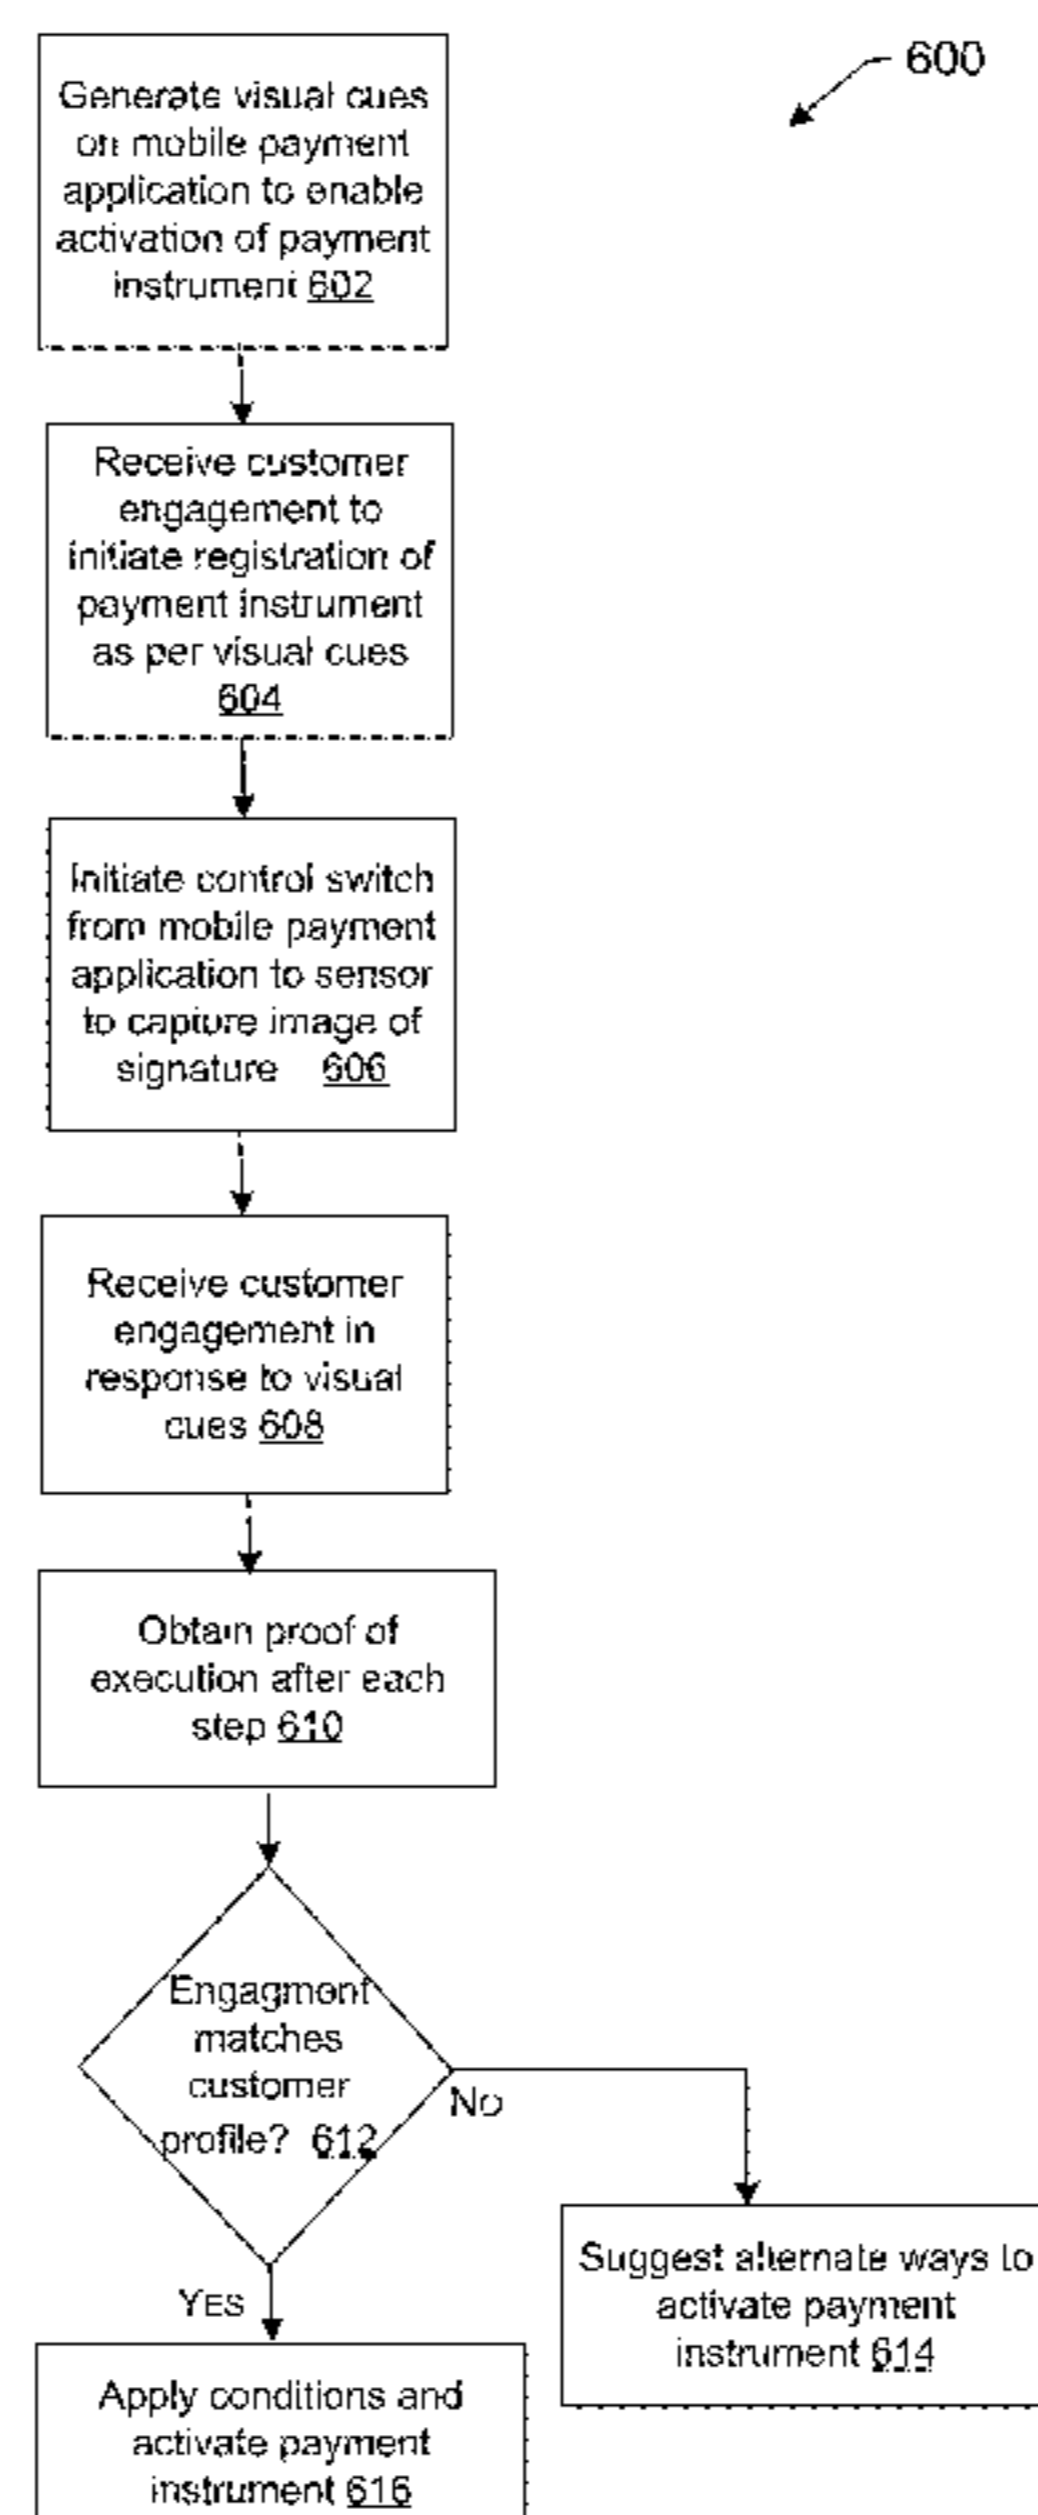 600
Generate visual cues
on mobile payment
application to enable
activation of payment
instrument 602
Receive customer
engagement to
initiate registration of
payment instrument
as per visual cues
604
Initiate control switch
from mobile payment
application to sensor
to capture image of
signature 606
Receive customer
engagement in
response to visual
cues 608
Obtain proof of
execution after each
step 610
Engagment
matches
customer
profile? 612
No
YES
Suggest alternate ways to
activate payment
instrument 614
Apply conditions and
activate payment
instrument 616